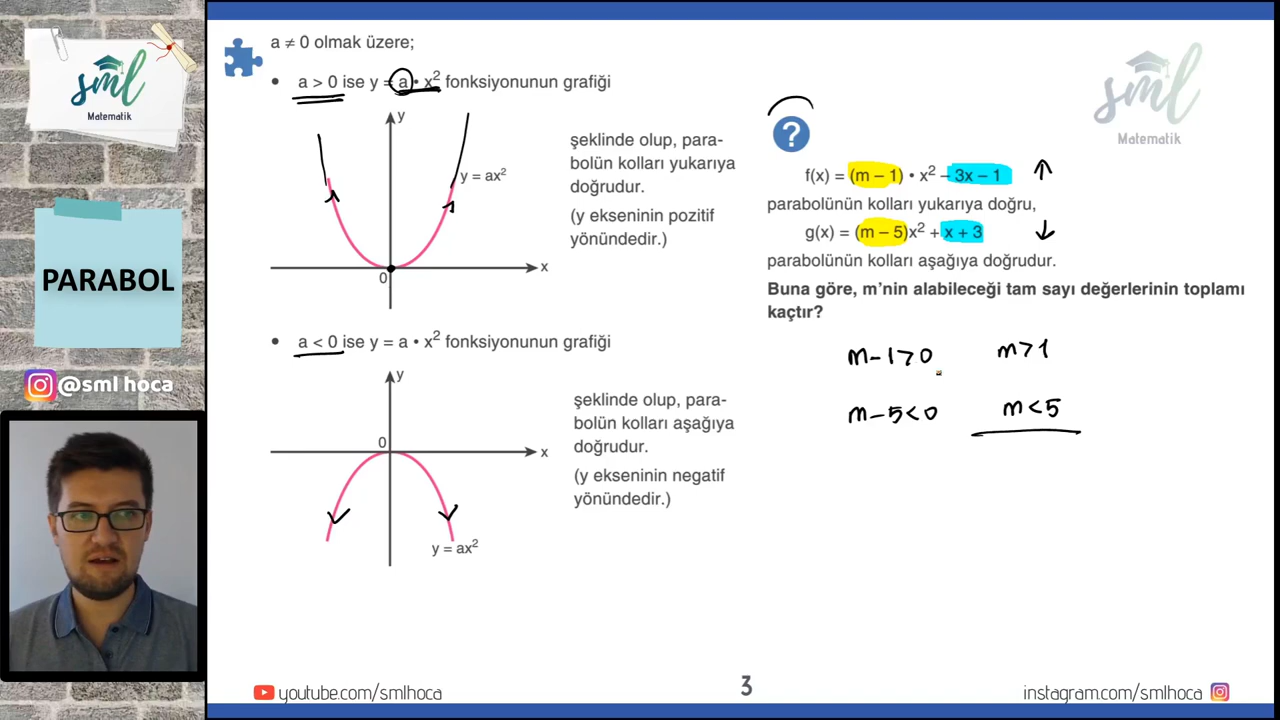 sml
Matematik
PARABOL
@sml hoca
a ≠ 0 olmak üzere;
• a > 0 ise y = a • x² fonksiyonunun grafiği
y
y = ax²
x
0
şeklinde olup, para-
bolün kolları yukarıya
doğrudur.
(y ekseninin pozitif
yönündedir.)
• a < 0 ise y = a • x² fonksiyonunun grafiği
y
0
x
y = ax²
şeklinde olup, para-
bolün kolları aşağıya
doğrudur.
(y ekseninin negatif
yönündedir.)
sml
Matematik
?
f(x) = (m – 1) • x² – 3x – 1
parabolünün kolları yukarıya doğru,
g(x) = (m – 5)x² + x + 3
parabolünün kolları aşağıya doğrudur.
Buna göre, m’nin alabileceği tam sayı değerlerinin toplamı
kaçtır?
m-1>0 m>1
m-5<0 m<5
youtube.com/smlhoca
3
instagram.com/smlhoca